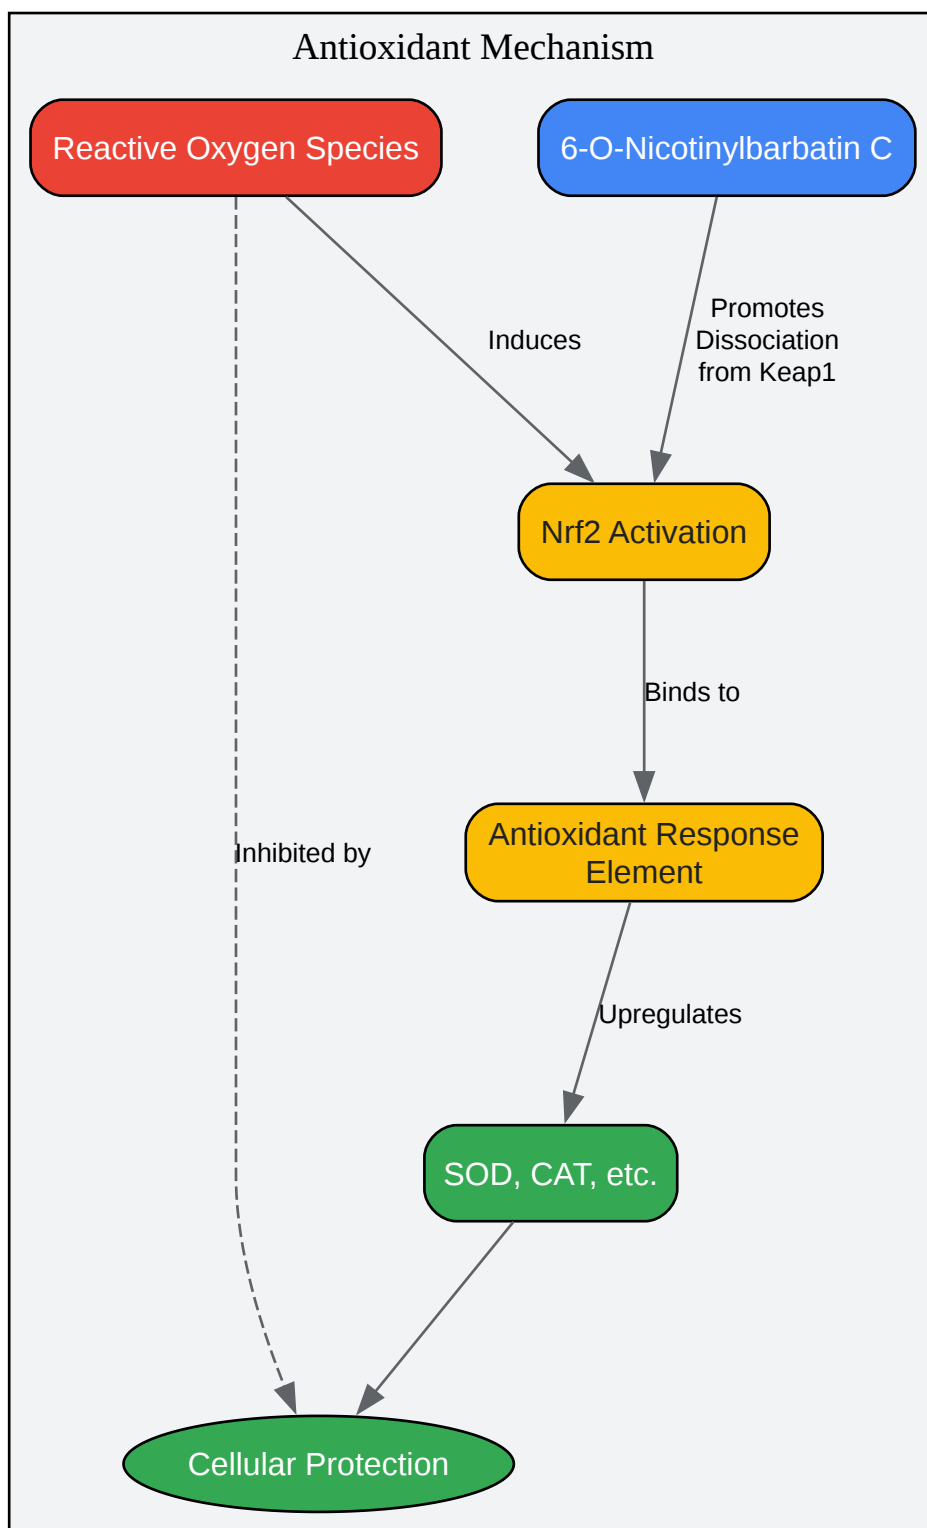 Antioxidant Mechanism
Reactive Oxygen Species
6-O-Nicotinylbarbatin C
Induces
Promotes
Dissociation
from Keap1
Nrf2 Activation
Binds to
Antioxidant Response
Element
Inhibited by
Upregulates
SOD, CAT, etc.
Cellular Protection